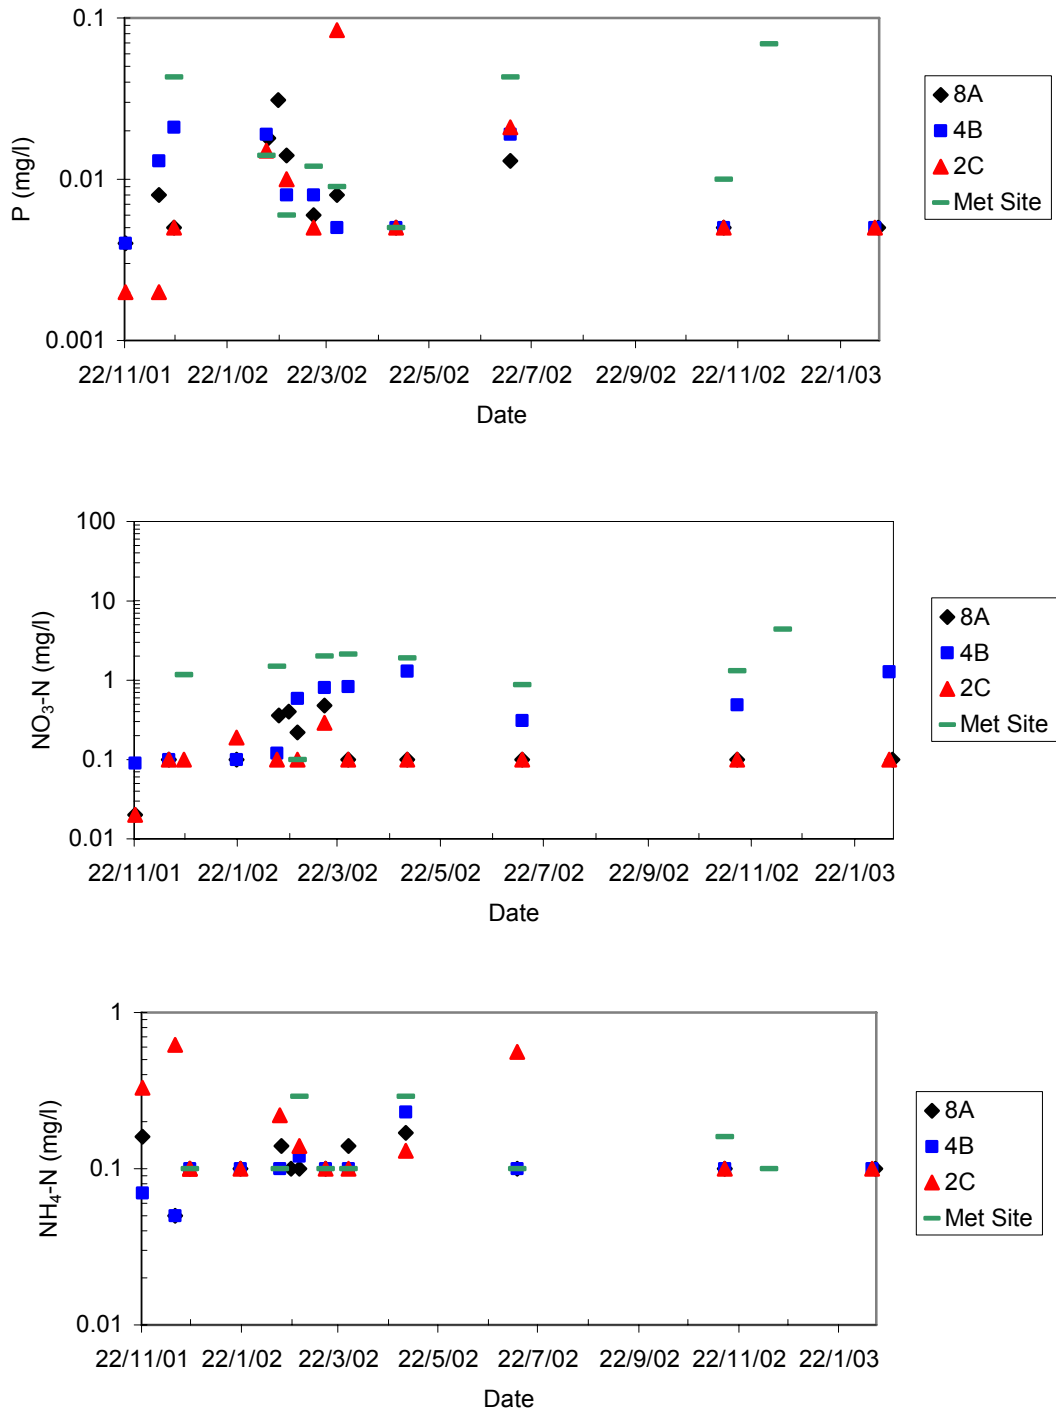 0.1
0.01
0.001
P (mg/l)
22/11/01 22/1/02 22/3/02 22/5/02 22/7/02 22/9/02 22/11/02 22/1/03
Date
8A
4B
2C
Met Site
100
10
1
0.1
0.01
NO₃-N (mg/l)
22/11/01 22/1/02 22/3/02 22/5/02 22/7/02 22/9/02 22/11/02 22/1/03
Date
8A
4B
2C
Met Site
1
0.1
0.01
NH₄-N (mg/l)
22/11/01 22/1/02 22/3/02 22/5/02 22/7/02 22/9/02 22/11/02 22/1/03
Date
8A
4B
2C
Met Site